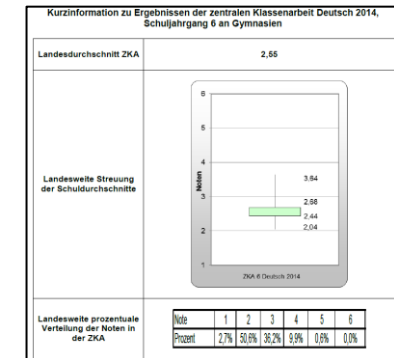 Kurzinformation zu Ergebnissen der zentralen Klassenarbeit Deutsch 2014,
Schuljahrgang 6 an Gymnasien
Landesdurchschnitt ZKA
2,55
Landesweite Streuung
der Schuldurchschnitte
Noten
6
5
4
3
2
1
3,64
2,68
2,44
2,04
ZKA 6 Deutsch 2014
Landesweite prozentuale
Verteilung der Noten in
der ZKA
Note 1 2 3 4 5 6
Prozent 2,7% 50,6% 36,2% 9,9% 0,6% 0,0%